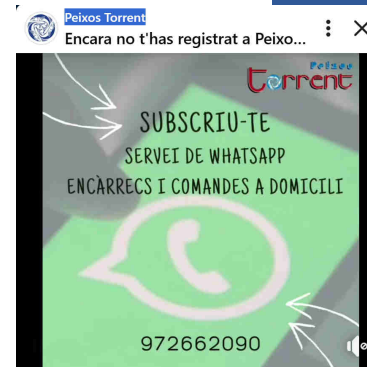 Peixos Torrent
Encara no t'has registrat a Peixo...
Peixos
Torrent
SUBSCRIU-TE
SERVEI DE WHATSAPP
ENCÀRRECS I COMANDES A DOMICILI
972662090